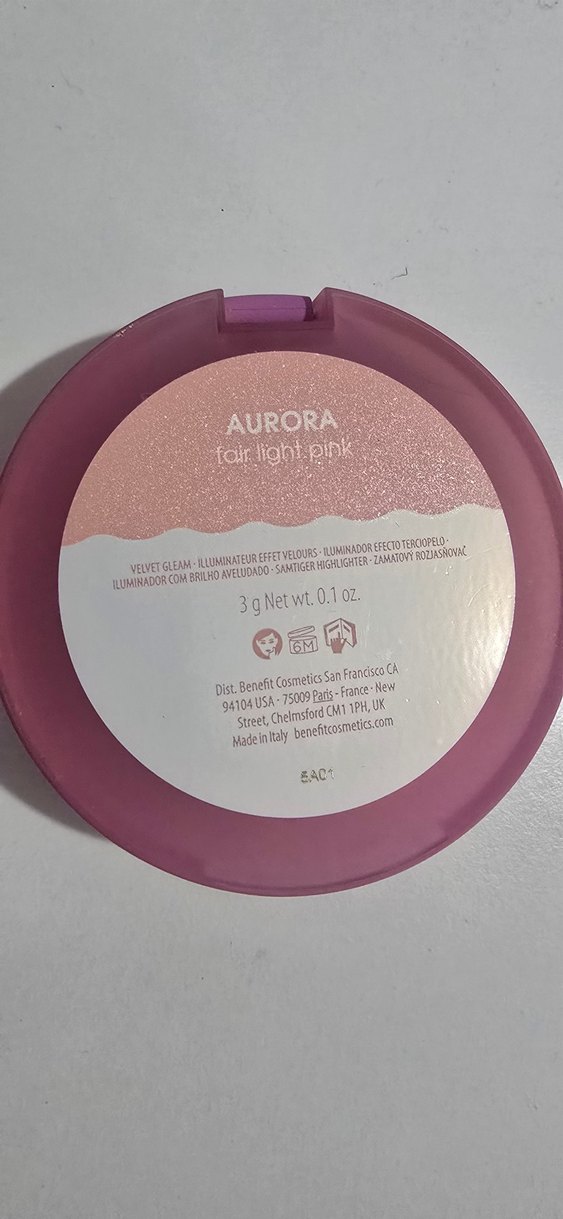 AURORA
fair light pink
VELVET GLEAM · ILLUMINATEUR EFFET VELOURS · ILUMINADOR EFECTO TERCIOPELO ·
ILUMINADOR COM BRILHO AVELUDADO · SAMTIGER HIGHLIGHTER · ZAMATOVÝ ROZJASŇOVAČ
3 g Net wt. 0.1 oz.
6M
Dist. Benefit Cosmetics San Francisco CA
94104 USA · 75009 Paris - France · New
Street, Chelmsford CM1 1PH, UK
Made in Italy benefitcosmetics.com
5A01